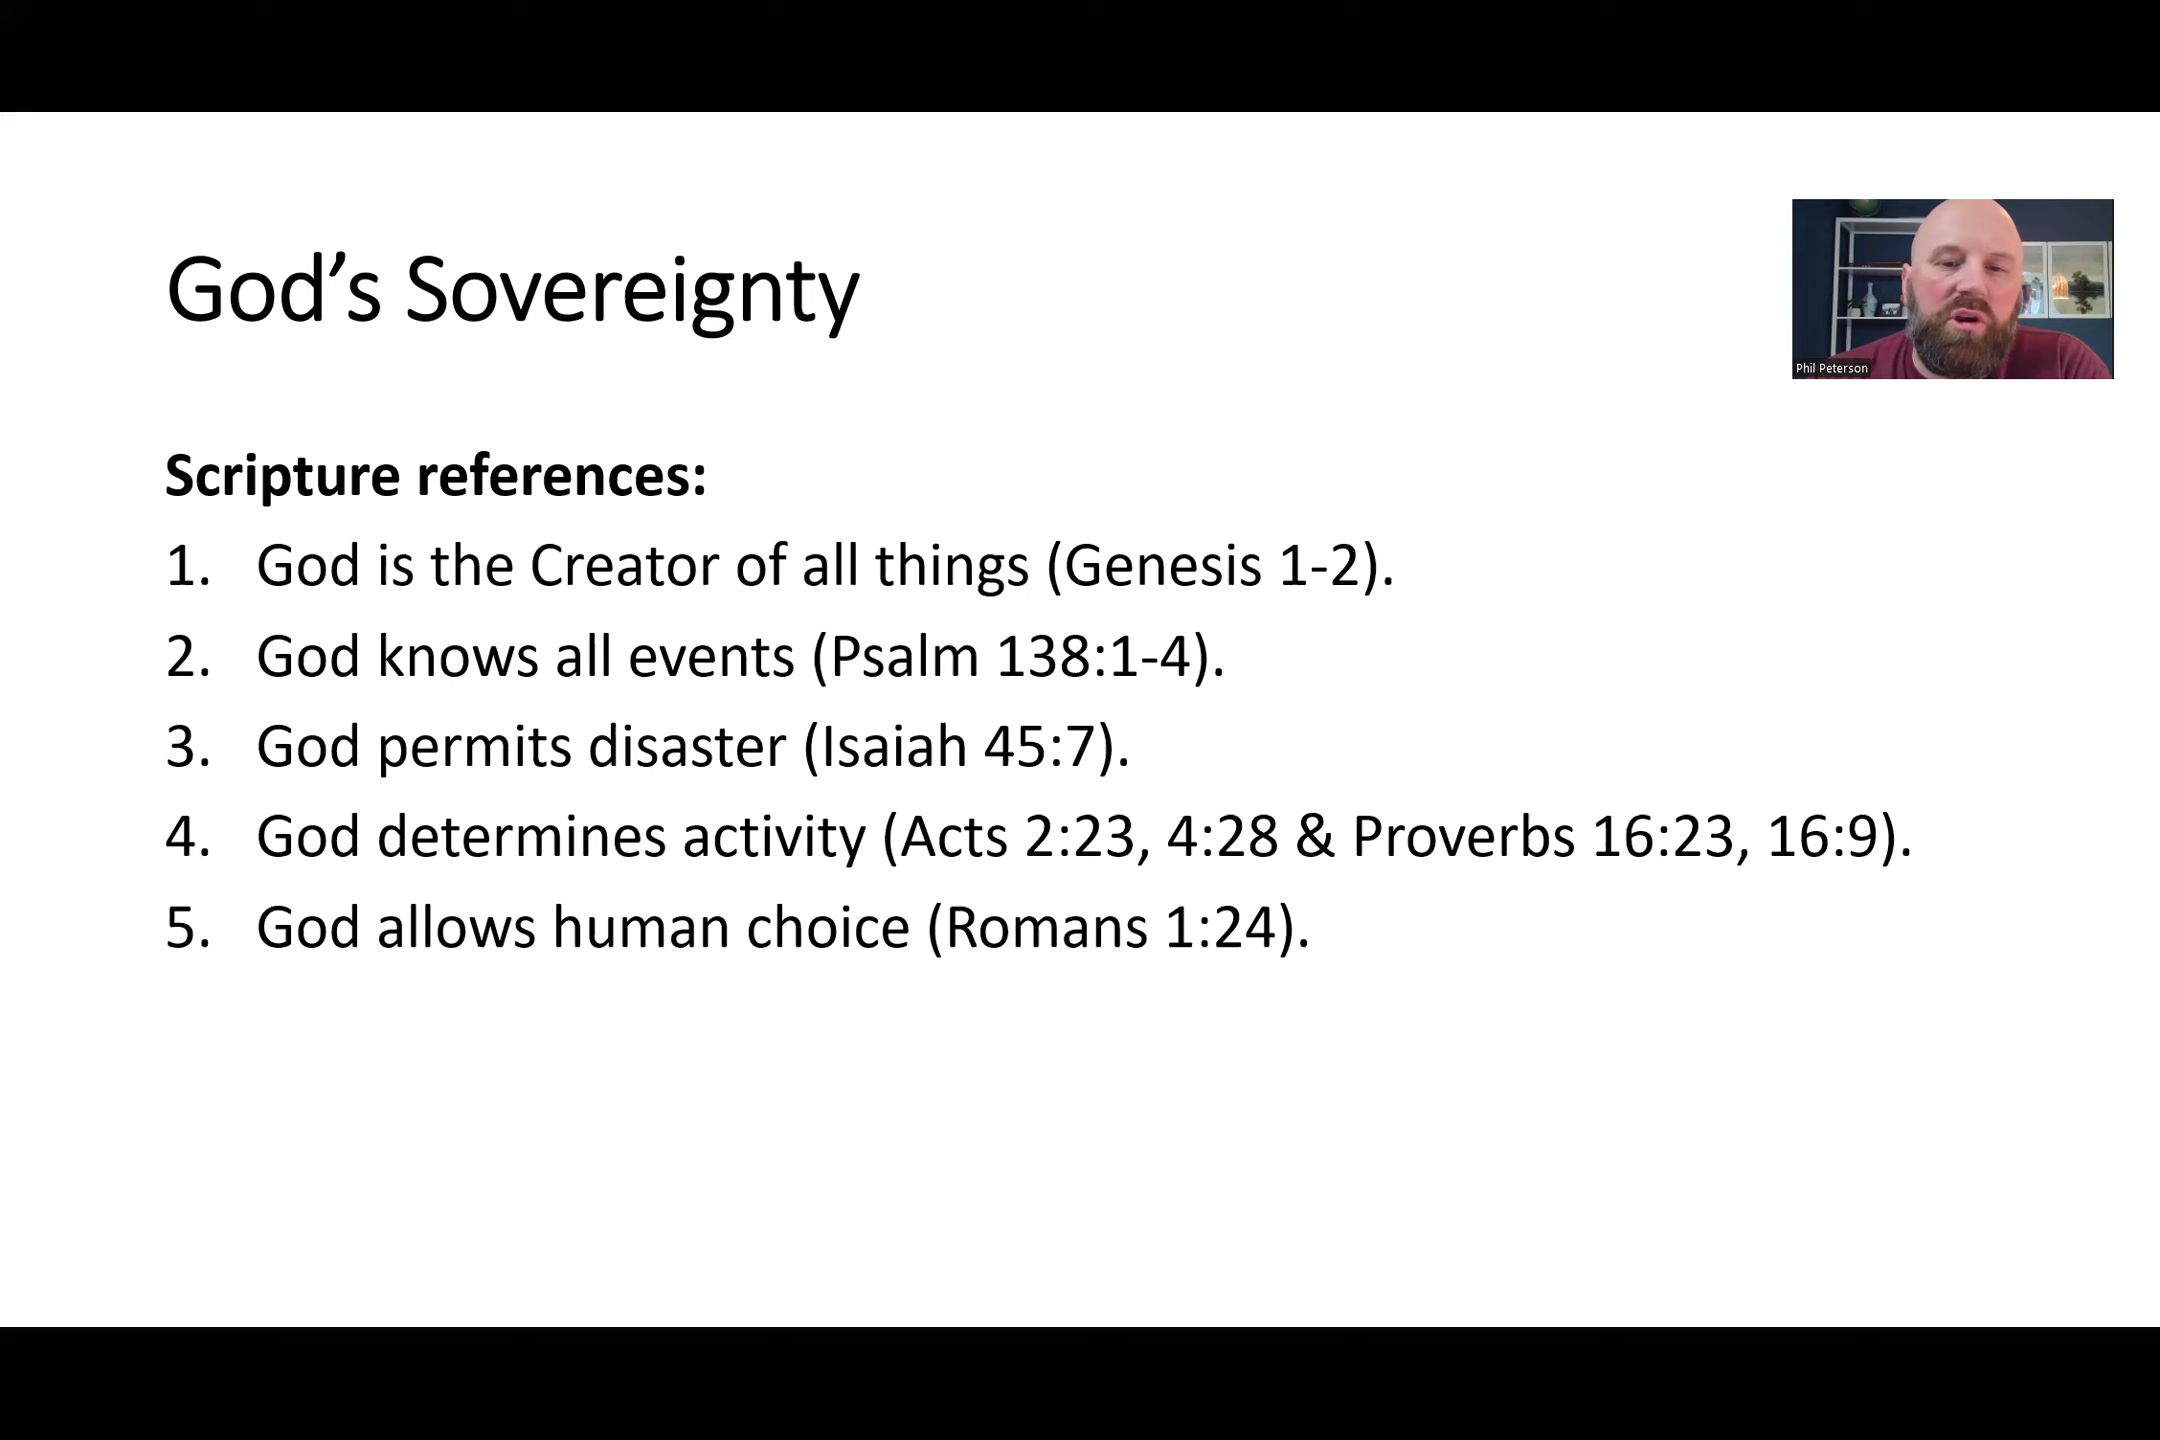 God’s Sovereignty
Phil Peterson
Scripture references:
1. God is the Creator of all things (Genesis 1-2).
2. God knows all events (Psalm 138:1-4).
3. God permits disaster (Isaiah 45:7).
4. God determines activity (Acts 2:23, 4:28 & Proverbs 16:23, 16:9).
5. God allows human choice (Romans 1:24).